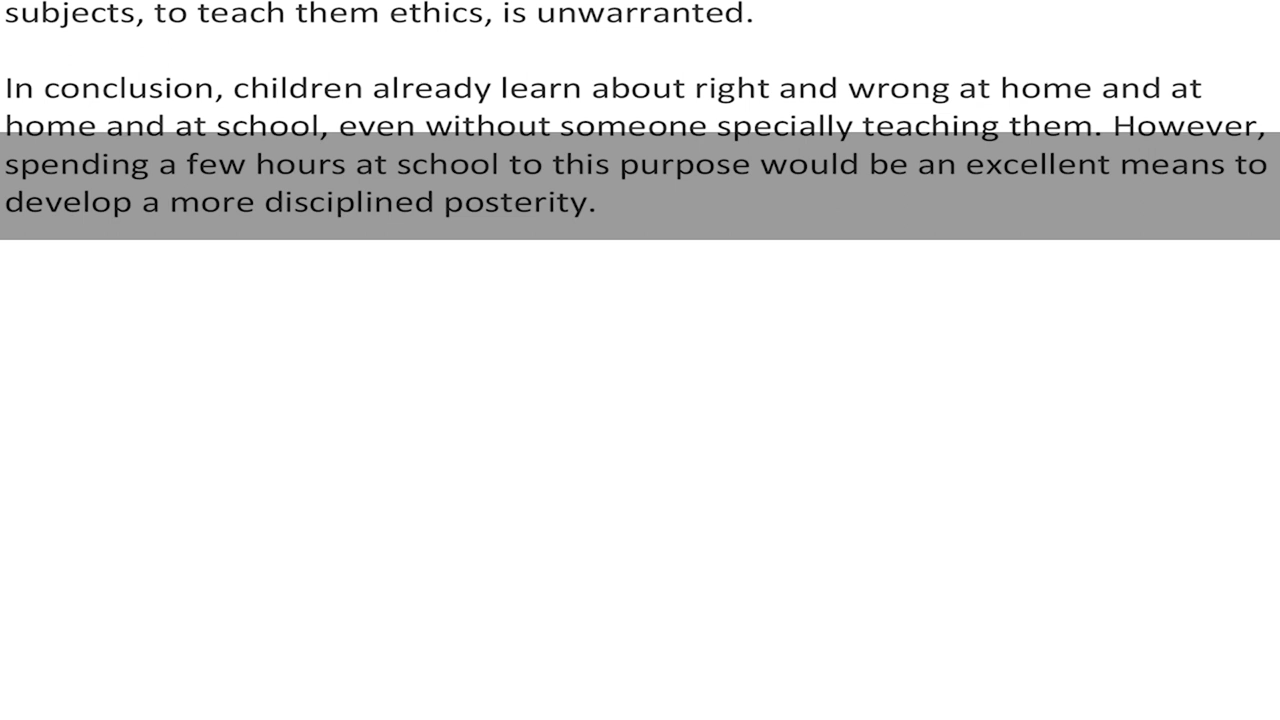 subjects, to teach them ethics, is unwarranted.
In conclusion, children already learn about right and wrong at home and at
home and at school, even without someone specially teaching them. However,
spending a few hours at school to this purpose would be an excellent means to
develop a more disciplined posterity.